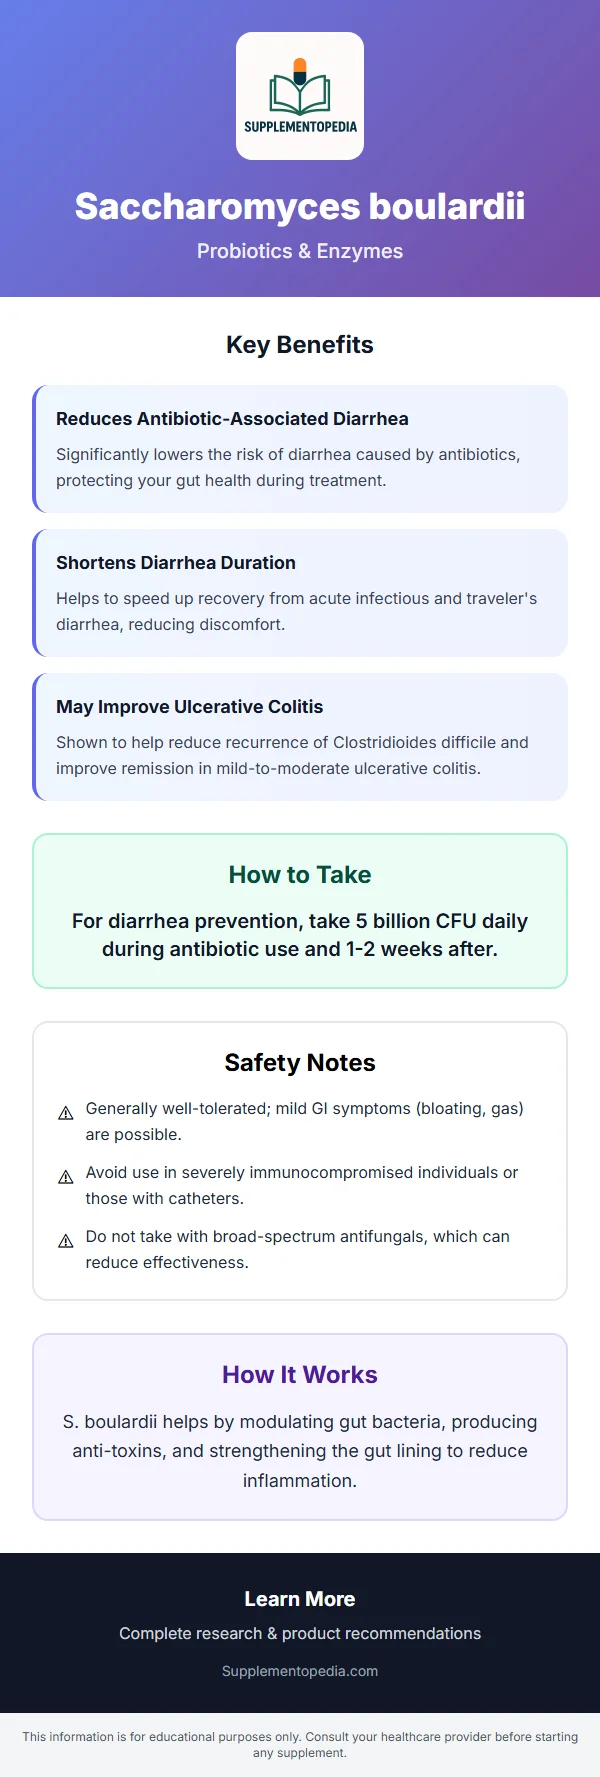 SUPPLEMENTOPEDIA
Saccharomyces boulardii
Probiotics & Enzymes
Key Benefits
Reduces Antibiotic-Associated Diarrhea
Significantly lowers the risk of diarrhea caused by antibiotics,
protecting your gut health during treatment.
Shortens Diarrhea Duration
Helps to speed up recovery from acute infectious and traveler's
diarrhea, reducing discomfort.
May Improve Ulcerative Colitis
Shown to help reduce recurrence of Clostridioides difficile and
improve remission in mild-to-moderate ulcerative colitis.
How to Take
For diarrhea prevention, take 5 billion CFU daily
during antibiotic use and 1-2 weeks after.
Safety Notes
⚠ Generally well-tolerated; mild GI symptoms (bloating, gas)
are possible.
⚠ Avoid use in severely immunocompromised individuals or
those with catheters.
⚠ Do not take with broad-spectrum antifungals, which can
reduce effectiveness.
How It Works
S. boulardii helps by modulating gut bacteria, producing
anti-toxins, and strengthening the gut lining to reduce
inflammation.
Learn More
Complete research & product recommendations
Supplementopedia.com
This information is for educational purposes only. Consult your healthcare provider before starting
any supplement.